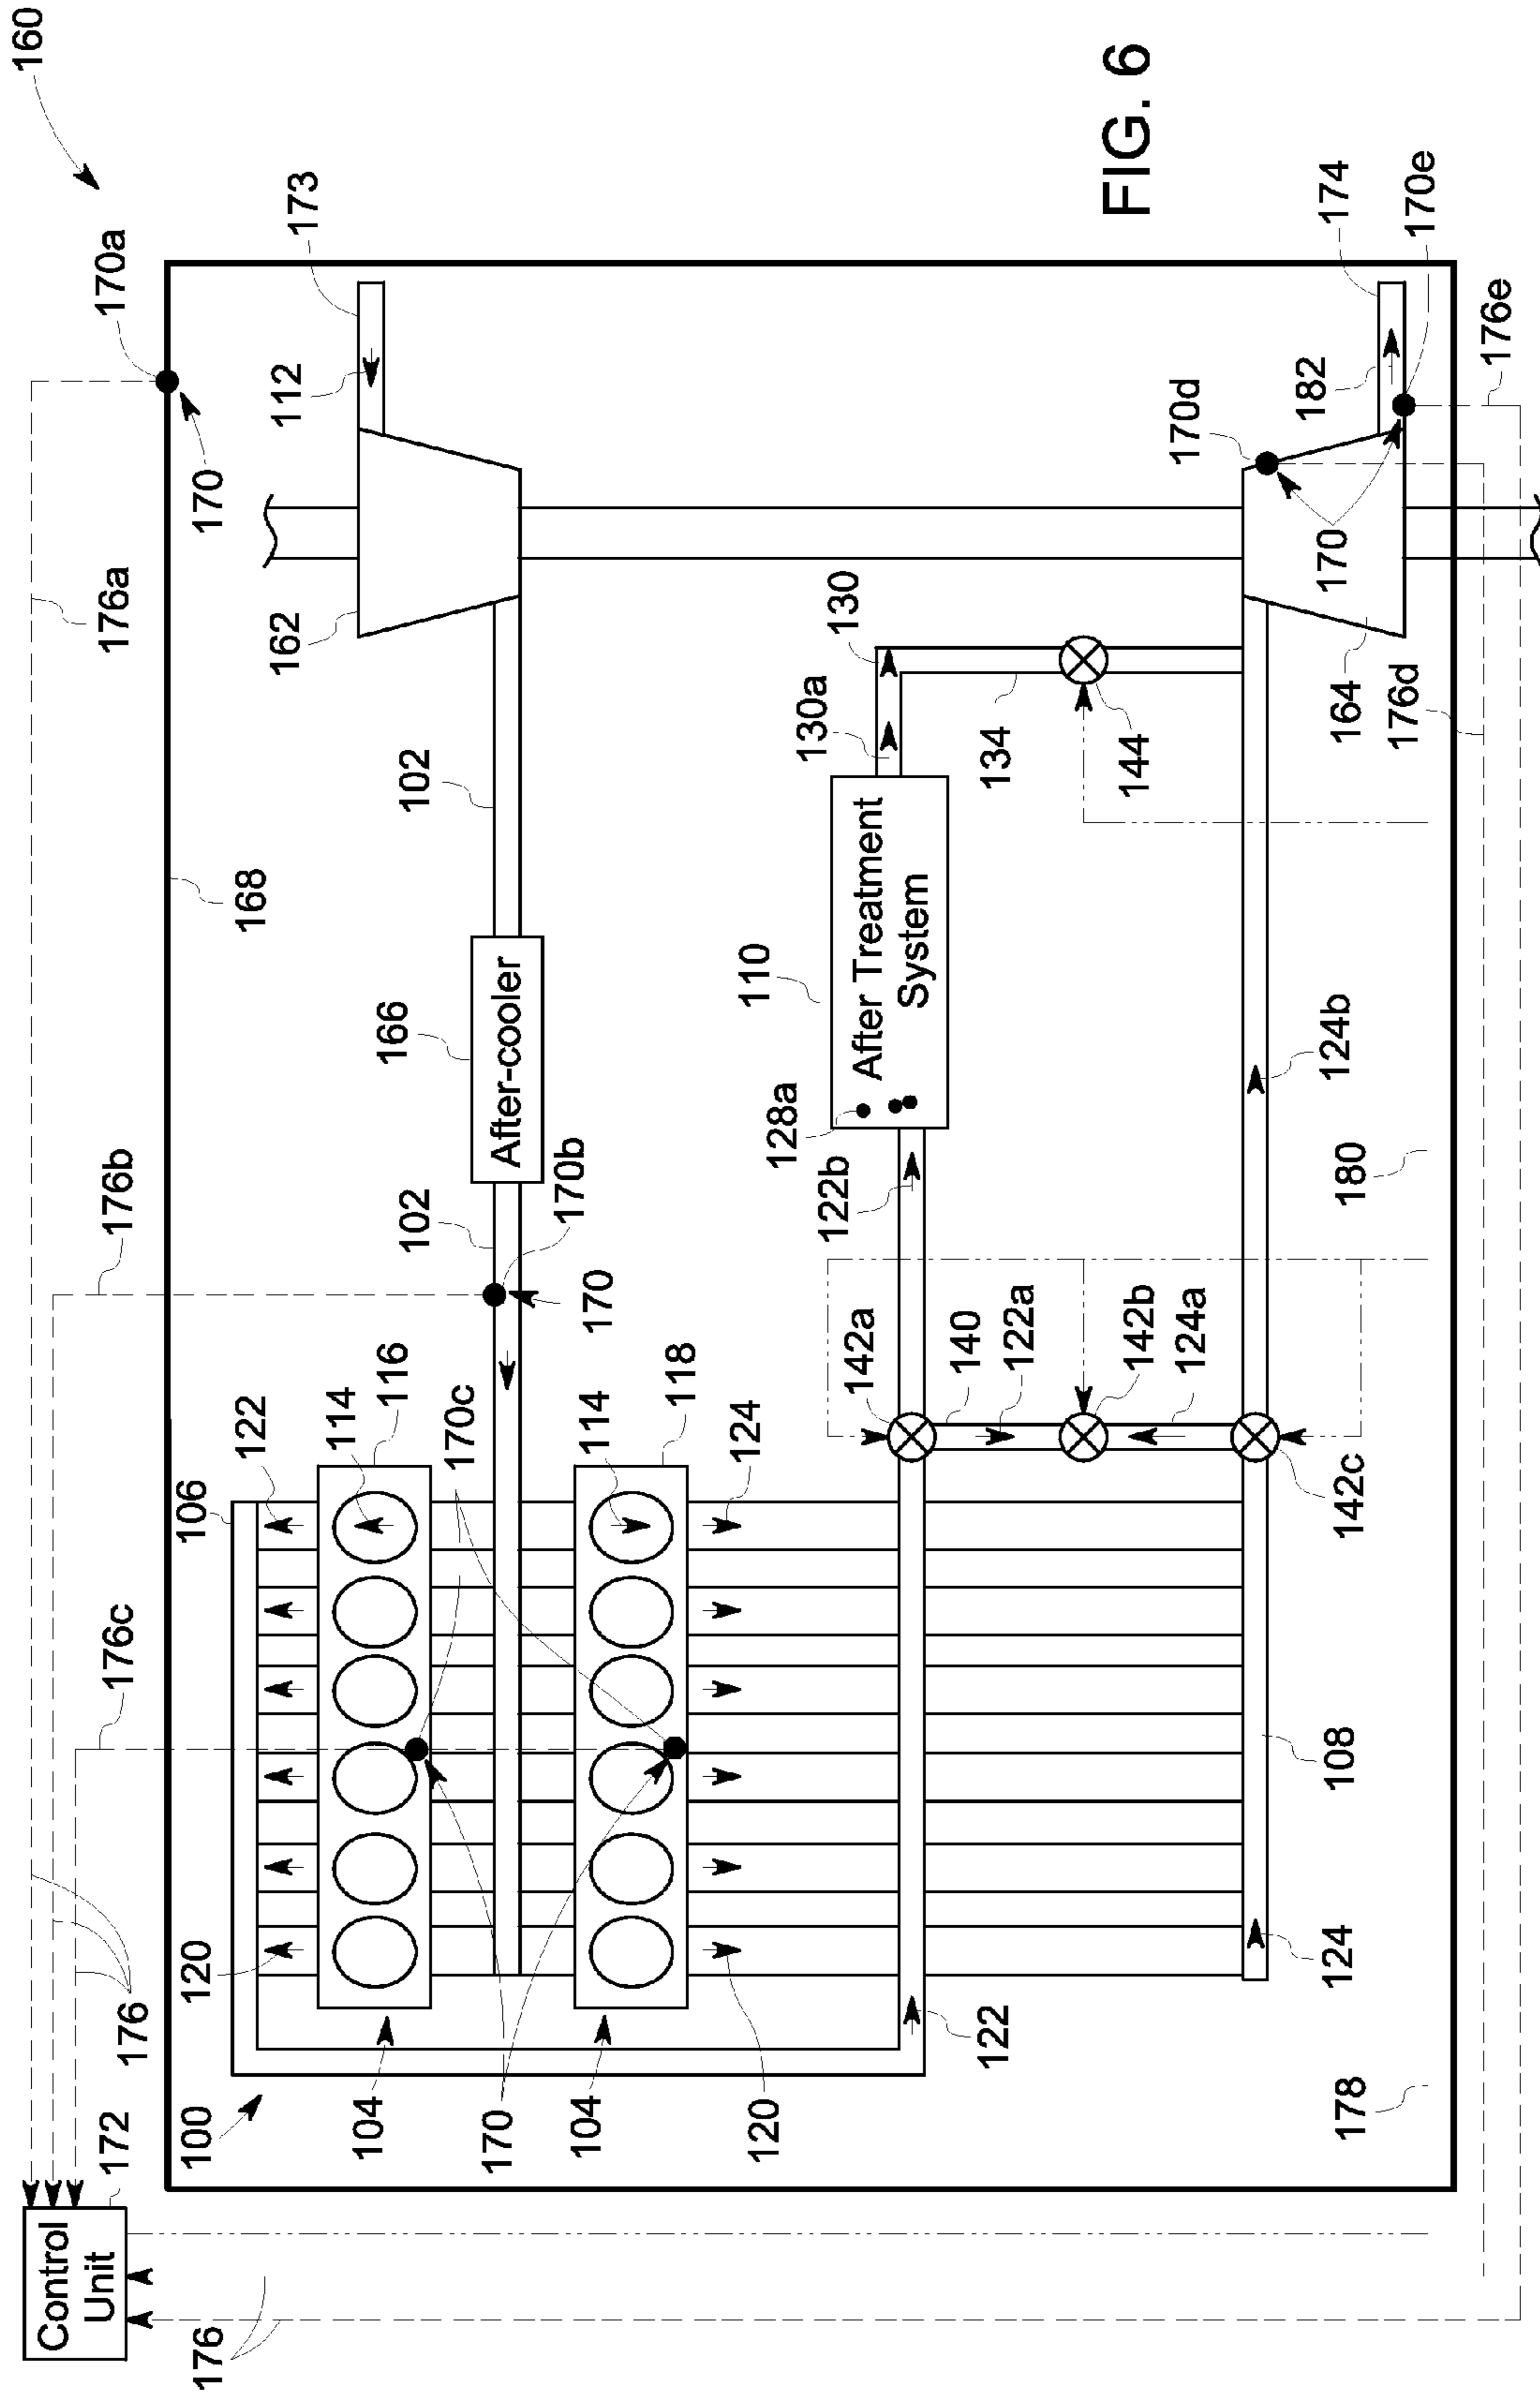 160
170a
173
112
170
176a
162
168
102
166
After-cooler
102
176b
170b
170
116
114
122
106
170c
118
114
124
176c
120
176
104
100
170
104
120
172
Control
Unit
176
122
142a
140
122a
142b
124a
142c
122b
128a
110
After Treatment
System
130a
130
134
144
124b
180
108
124
178
164
176d
170
170d
182
174
170e
176e
FIG. 6